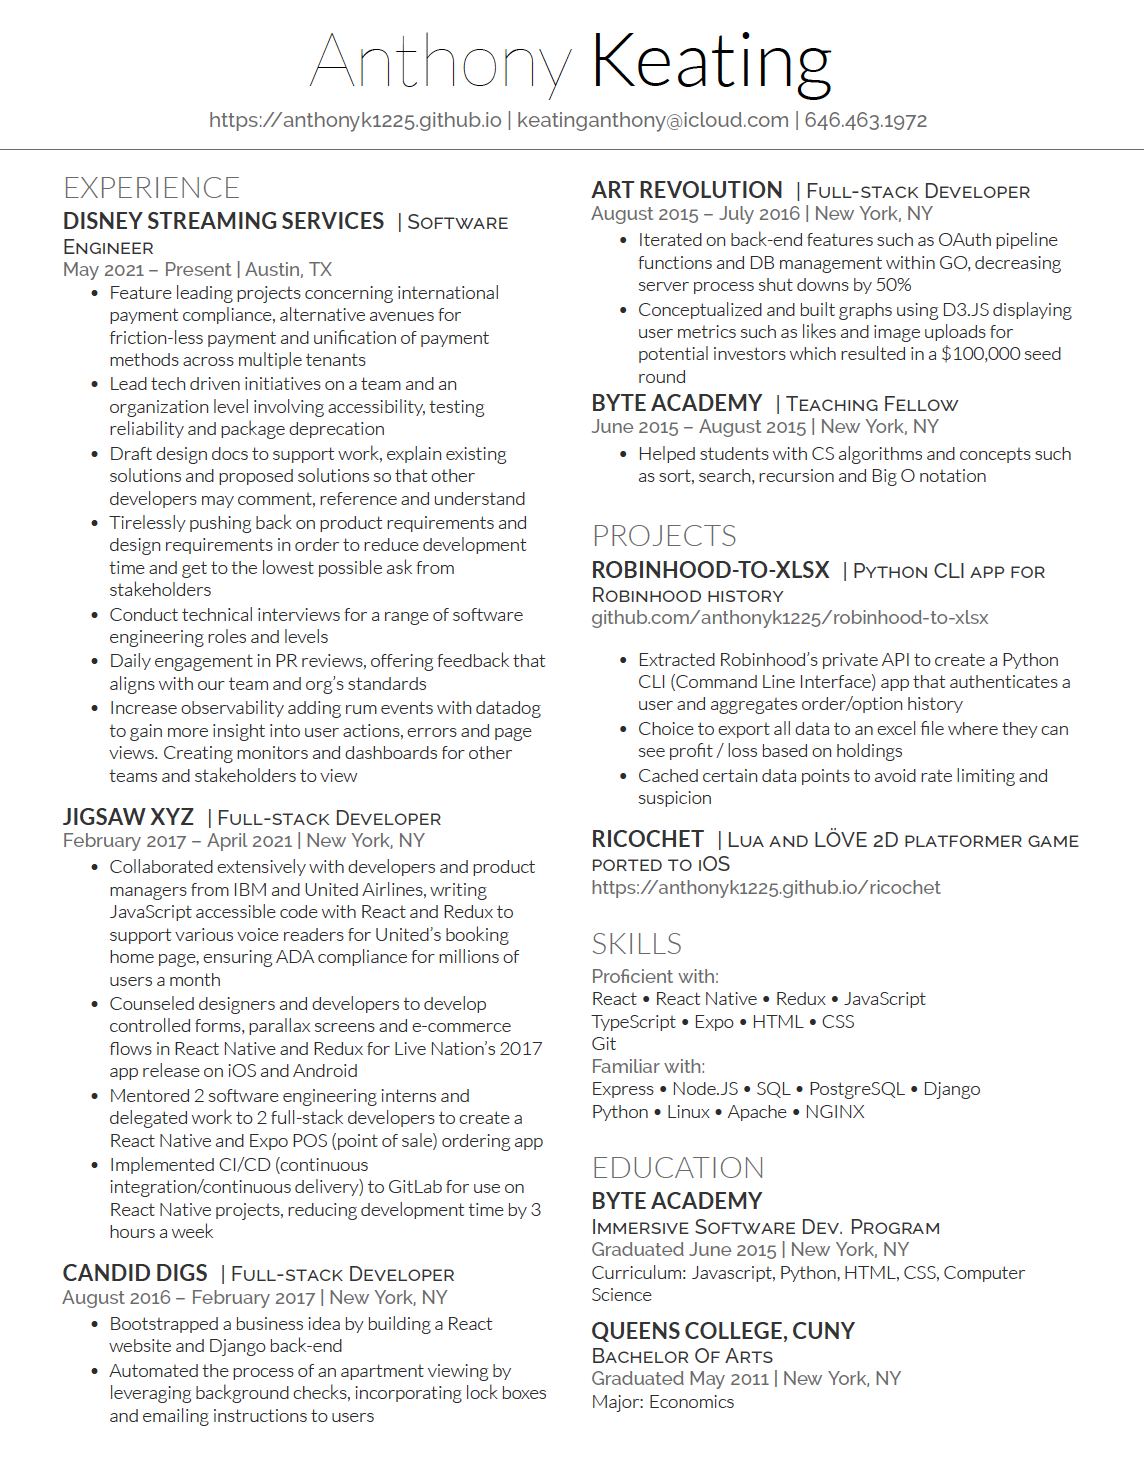 Anthony Keating
https://anthonyk1225.github.io | keatinganthony@icloud.com | 646.463.1972
EXPERIENCE
DISNEY STREAMING SERVICES | Software
Engineer
May 2021 – Present | Austin, TX
• Feature leading projects concerning international
payment compliance, alternative avenues for
friction-less payment and unification of payment
methods across multiple tenants
• Lead tech driven initiatives on a team and an
organization level involving accessibility, testing
reliability and package deprecation
• Draft design docs to support work, explain existing
solutions and proposed solutions so that other
developers may comment, reference and understand
• Tirelessly pushing back on product requirements and
design requirements in order to reduce development
time and get to the lowest possible ask from
stakeholders
• Conduct technical interviews for a range of software
engineering roles and levels
• Daily engagement in PR reviews, offering feedback that
aligns with our team and org's standards
• Increase observability adding rum events with datadog
to gain more insight into user actions, errors and page
views. Creating monitors and dashboards for other
teams and stakeholders to view
JIGSAW XYZ | Full-stack Developer
February 2017 – April 2021 | New York, NY
• Collaborated extensively with developers and product
managers from IBM and United Airlines, writing
JavaScript accessible code with React and Redux to
support various voice readers for United's booking
home page, ensuring ADA compliance for millions of
users a month
• Counseled designers and developers to develop
controlled forms, parallax screens and e-commerce
flows in React Native and Redux for Live Nation's 2017
app release on iOS and Android
• Mentored 2 software engineering interns and
delegated work to 2 full-stack developers to create a
React Native and Expo POS (point of sale) ordering app
• Implemented CI/CD (continuous
integration/continuous delivery) to GitLab for use on
React Native projects, reducing development time by 3
hours a week
CANDID DIGS | Full-stack Developer
August 2016 – February 2017 | New York, NY
• Bootstrapped a business idea by building a React
website and Django back-end
• Automated the process of an apartment viewing by
leveraging background checks, incorporating lock boxes
and emailing instructions to users
ART REVOLUTION | Full-stack Developer
August 2015 – July 2016 | New York, NY
• Iterated on back-end features such as OAuth pipeline
functions and DB management within GO, decreasing
server process shut downs by 50%
• Conceptualized and built graphs using D3.JS displaying
user metrics such as likes and image uploads for
potential investors which resulted in a $100,000 seed
round
BYTE ACADEMY | Teaching Fellow
June 2015 – August 2015 | New York, NY
• Helped students with CS algorithms and concepts such
as sort, search, recursion and Big O notation
PROJECTS
ROBINHOOD-TO-XLSX | Python CLI app for
Robinhood history
github.com/anthonyk1225/robinhood-to-xlsx
• Extracted Robinhood's private API to create a Python
CLI (Command Line Interface) app that authenticates a
user and aggregates order/option history
• Choice to export all data to an excel file where they can
see profit / loss based on holdings
• Cached certain data points to avoid rate limiting and
suspicion
RICOCHET | Lua and LÖVE 2D platformer game
ported to iOS
https://anthonyk1225.github.io/ricochet
SKILLS
Proficient with:
React • React Native • Redux • JavaScript
TypeScript • Expo • HTML • CSS
Git
Familiar with:
Express • Node.JS • SQL • PostgreSQL • Django
Python • Linux • Apache • NGINX
EDUCATION
BYTE ACADEMY
Immersive Software Dev. Program
Graduated June 2015 | New York, NY
Curriculum: Javascript, Python, HTML, CSS, Computer
Science
QUEENS COLLEGE, CUNY
Bachelor Of Arts
Graduated May 2011 | New York, NY
Major: Economics